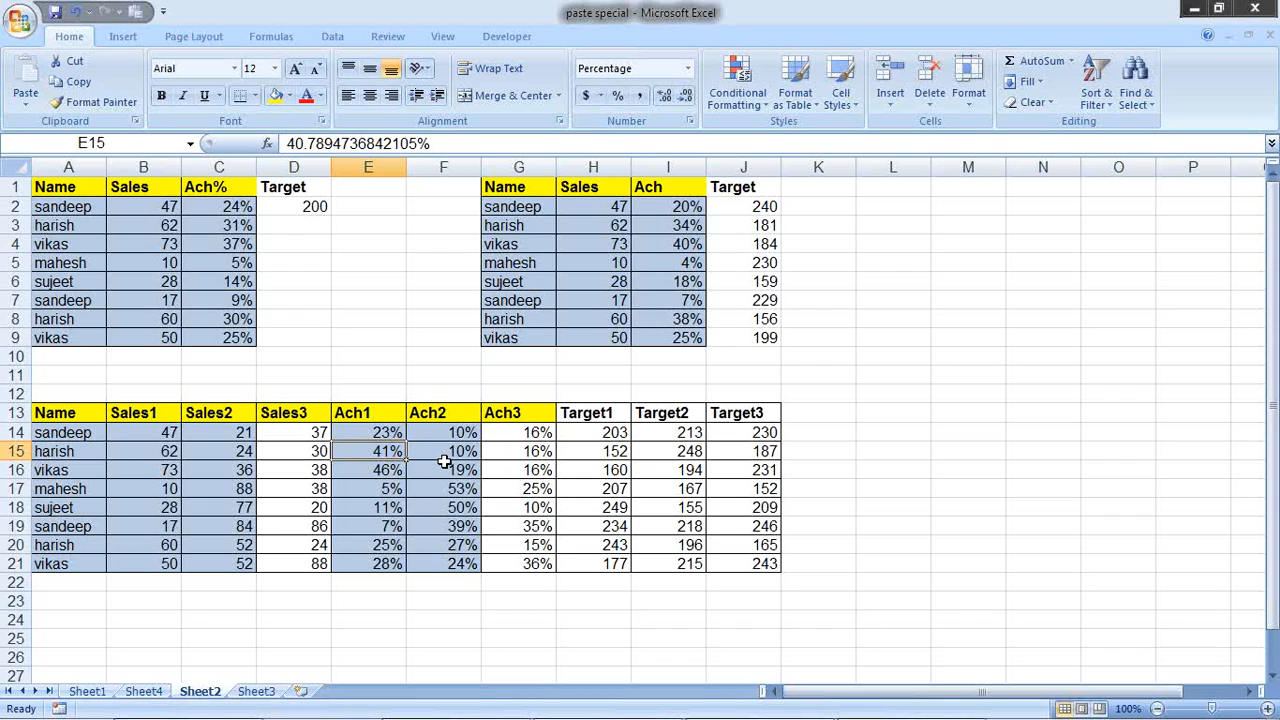 paste special - Microsoft Excel
Home Insert Page Layout Formulas Data Review View Developer
Paste
Cut
Copy
Format Painter
Clipboard
Arial 12
B I U
Font
Wrap Text
Merge & Center
Alignment
Percentage
$ % ,
Number
Conditional Formatting
Format as Table
Cell Styles
Styles
Insert Delete Format
Cells
AutoSum
Fill
Clear
Sort & Filter
Find & Select
Editing
E15 fx 40.78947368421​05%
A B C D E F G H I J K L M N O P
1 Name Sales Ach% Target Name Sales Ach Target
2 sandeep 47 24% 200 sandeep 47 20% 240
3 harish 62 31% harish 62 34% 181
4 vikas 73 37% vikas 73 40% 184
5 mahesh 10 5% mahesh 10 4% 230
6 sujeet 28 14% sujeet 28 18% 159
7 sandeep 17 9% sandeep 17 7% 229
8 harish 60 30% harish 60 38% 156
9 vikas 50 25% vikas 50 25% 199
10
11
12
13 Name Sales1 Sales2 Sales3 Ach1 Ach2 Ach3 Target1 Target2 Target3
14 sandeep 47 21 37 23% 10% 16% 203 213 230
15 harish 62 24 30 41% 10% 16% 152 248 187
16 vikas 73 36 38 46% 19% 16% 160 194 231
17 mahesh 10 88 38 5% 53% 25% 207 167 152
18 sujeet 28 77 20 11% 50% 10% 249 155 209
19 sandeep 17 84 86 7% 39% 35% 234 218 246
20 harish 60 52 24 25% 27% 15% 243 196 165
21 vikas 50 52 88 28% 24% 36% 177 215 243
22
23
24
25
26
27
Sheet1 Sheet4 Sheet2 Sheet3
Ready 100%